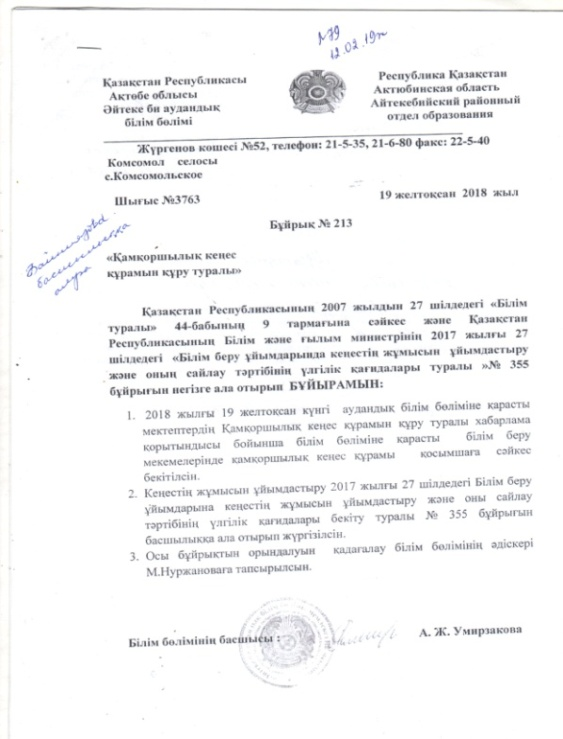 №79
12.02.19ж
Қазақстан Республикасы
Ақтөбе облысы
Әйтеке би аудандық
білім бөлімі
Республика Қазақстан
Актюбинская область
Айтекебийский районный
отдел образования
Жүргенов көшесі №52, телефон: 21-5-35, 21-6-80 факс: 22-5-40
Комсомол селосы
с.Комсомольское
Шығыс №3763
19 желтоқсан 2018 жыл
Бұйрық № 213
басшылыққа
алуға
«Қамқоршылық кеңес
құрамын құру туралы»
Қазақстан Республикасының 2007 жылдын 27 шілдедегі «Білім
туралы» 44-бабының 9 тармағына сәйкес және Қазақстан
Республикасының Білім және ғылым министрінің 2017 жылғы 27
шілдедегі «Білім беру ұйымдарында кеңестің жұмысын ұйымдастыру
және оның сайлау тәртібінің үлгілік қағидалары туралы »№ 355
бұйрығын негізге ала отырып БҰЙЫРАМЫН:
1. 2018 жылғы 19 желтоқсан күнгі аудандық білім бөліміне қарасты
мектептердің Қамқоршылық кеңес құрамын құру туралы хабарлама
қорытындысы бойынша білім бөліміне қарасты білім беру
мекемелерінде қамқоршылық кеңес құрамы қосымшаға сәйкес
бекітілсін.
2. Кеңестің жұмысын ұйымдастыру 2017 жылғы 27 шілдедегі Білім беру
ұйымдарына кеңестің жұмысын ұйымдастыру және оны сайлау
тәртібінің үлгілік қағидалары бекіту туралы № 355 бұйрығын
басшылыққа ала отырып жүргізілсін.
3. Осы бұйрықтын орындалуын қадағалау білім бөлімінің әдіскері
М.Нуржановаға тапсырылсын.
Білім бөлімінің басшысы :
А. Ж. Умирзакова